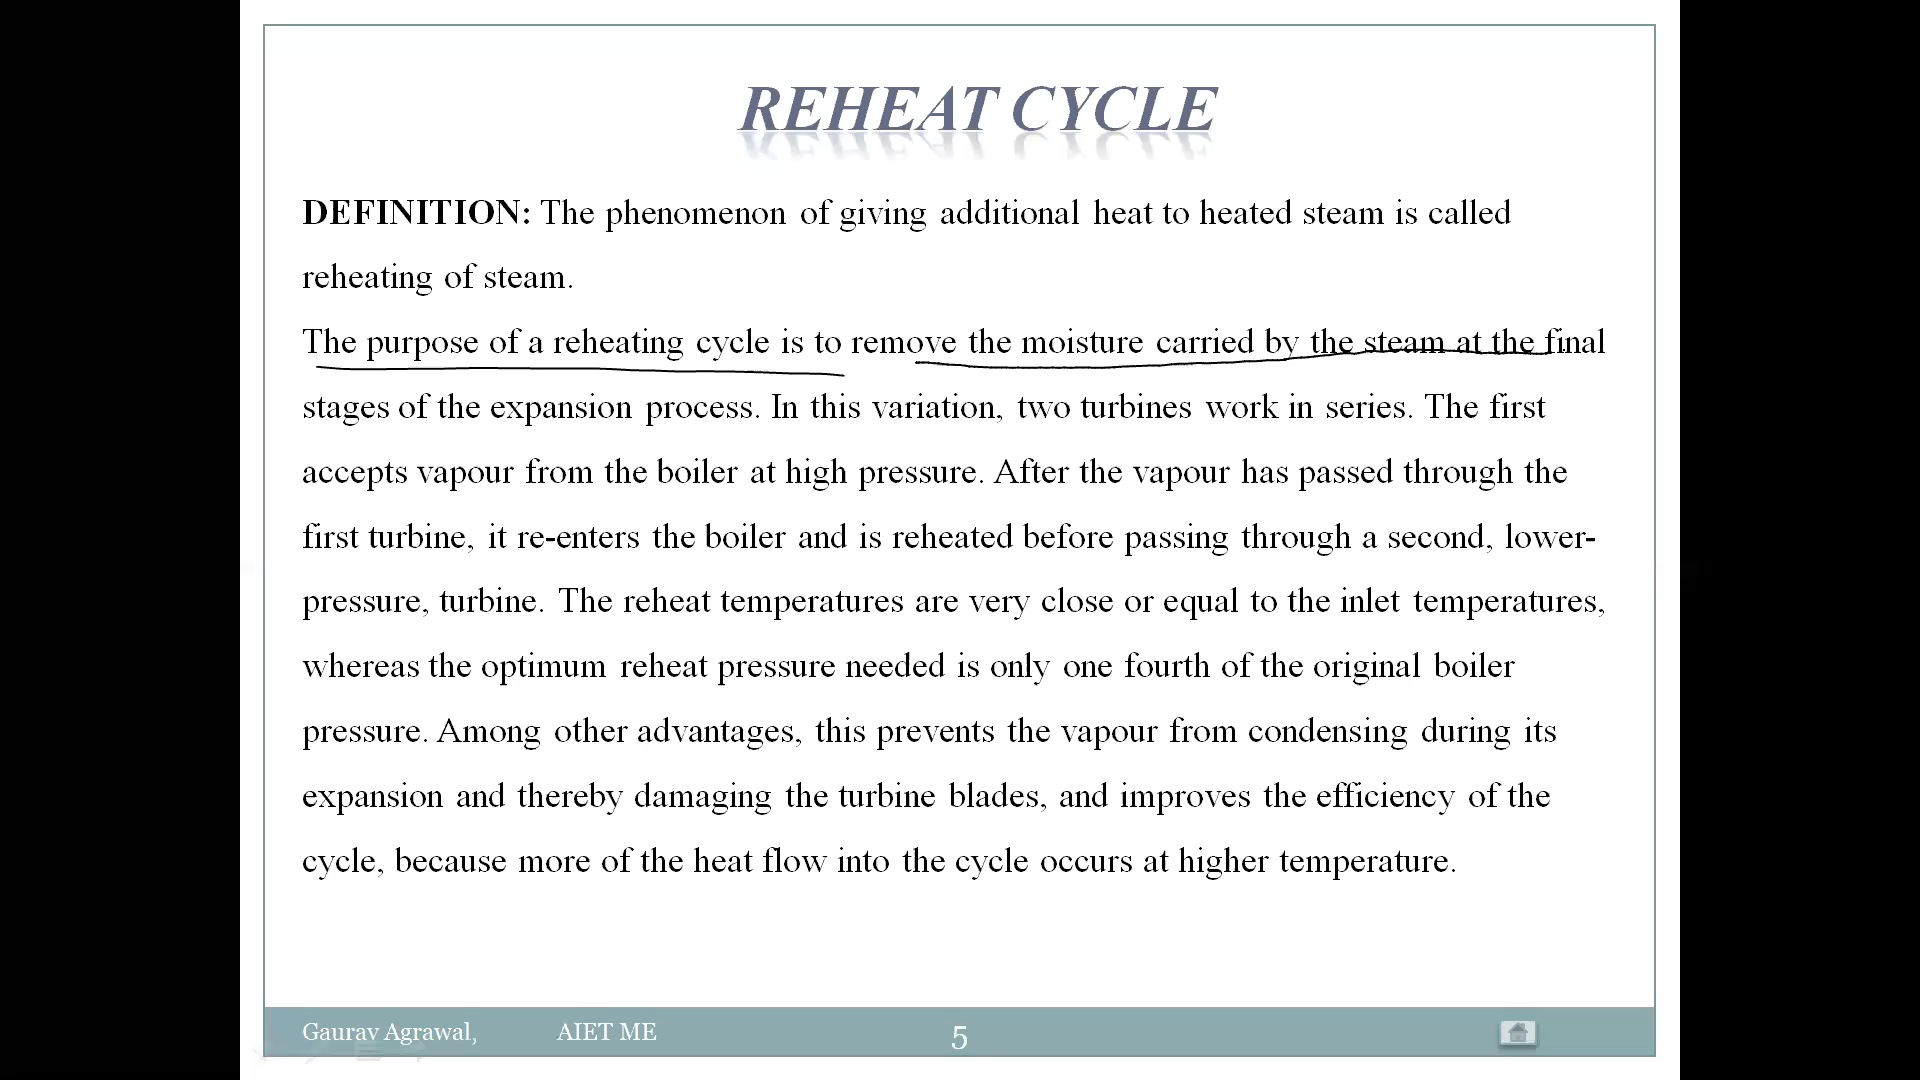 REHEAT CYCLE
DEFINITION: The phenomenon of giving additional heat to heated steam is called
reheating of steam.
The purpose of a reheating cycle is to remove the moisture carried by the steam at the final
stages of the expansion process. In this variation, two turbines work in series. The first
accepts vapour from the boiler at high pressure. After the vapour has passed through the
first turbine, it re-enters the boiler and is reheated before passing through a second, lower-
pressure, turbine. The reheat temperatures are very close or equal to the inlet temperatures,
whereas the optimum reheat pressure needed is only one fourth of the original boiler
pressure. Among other advantages, this prevents the vapour from condensing during its
expansion and thereby damaging the turbine blades, and improves the efficiency of the
cycle, because more of the heat flow into the cycle occurs at higher temperature.
Gaurav Agrawal, AIET ME 5